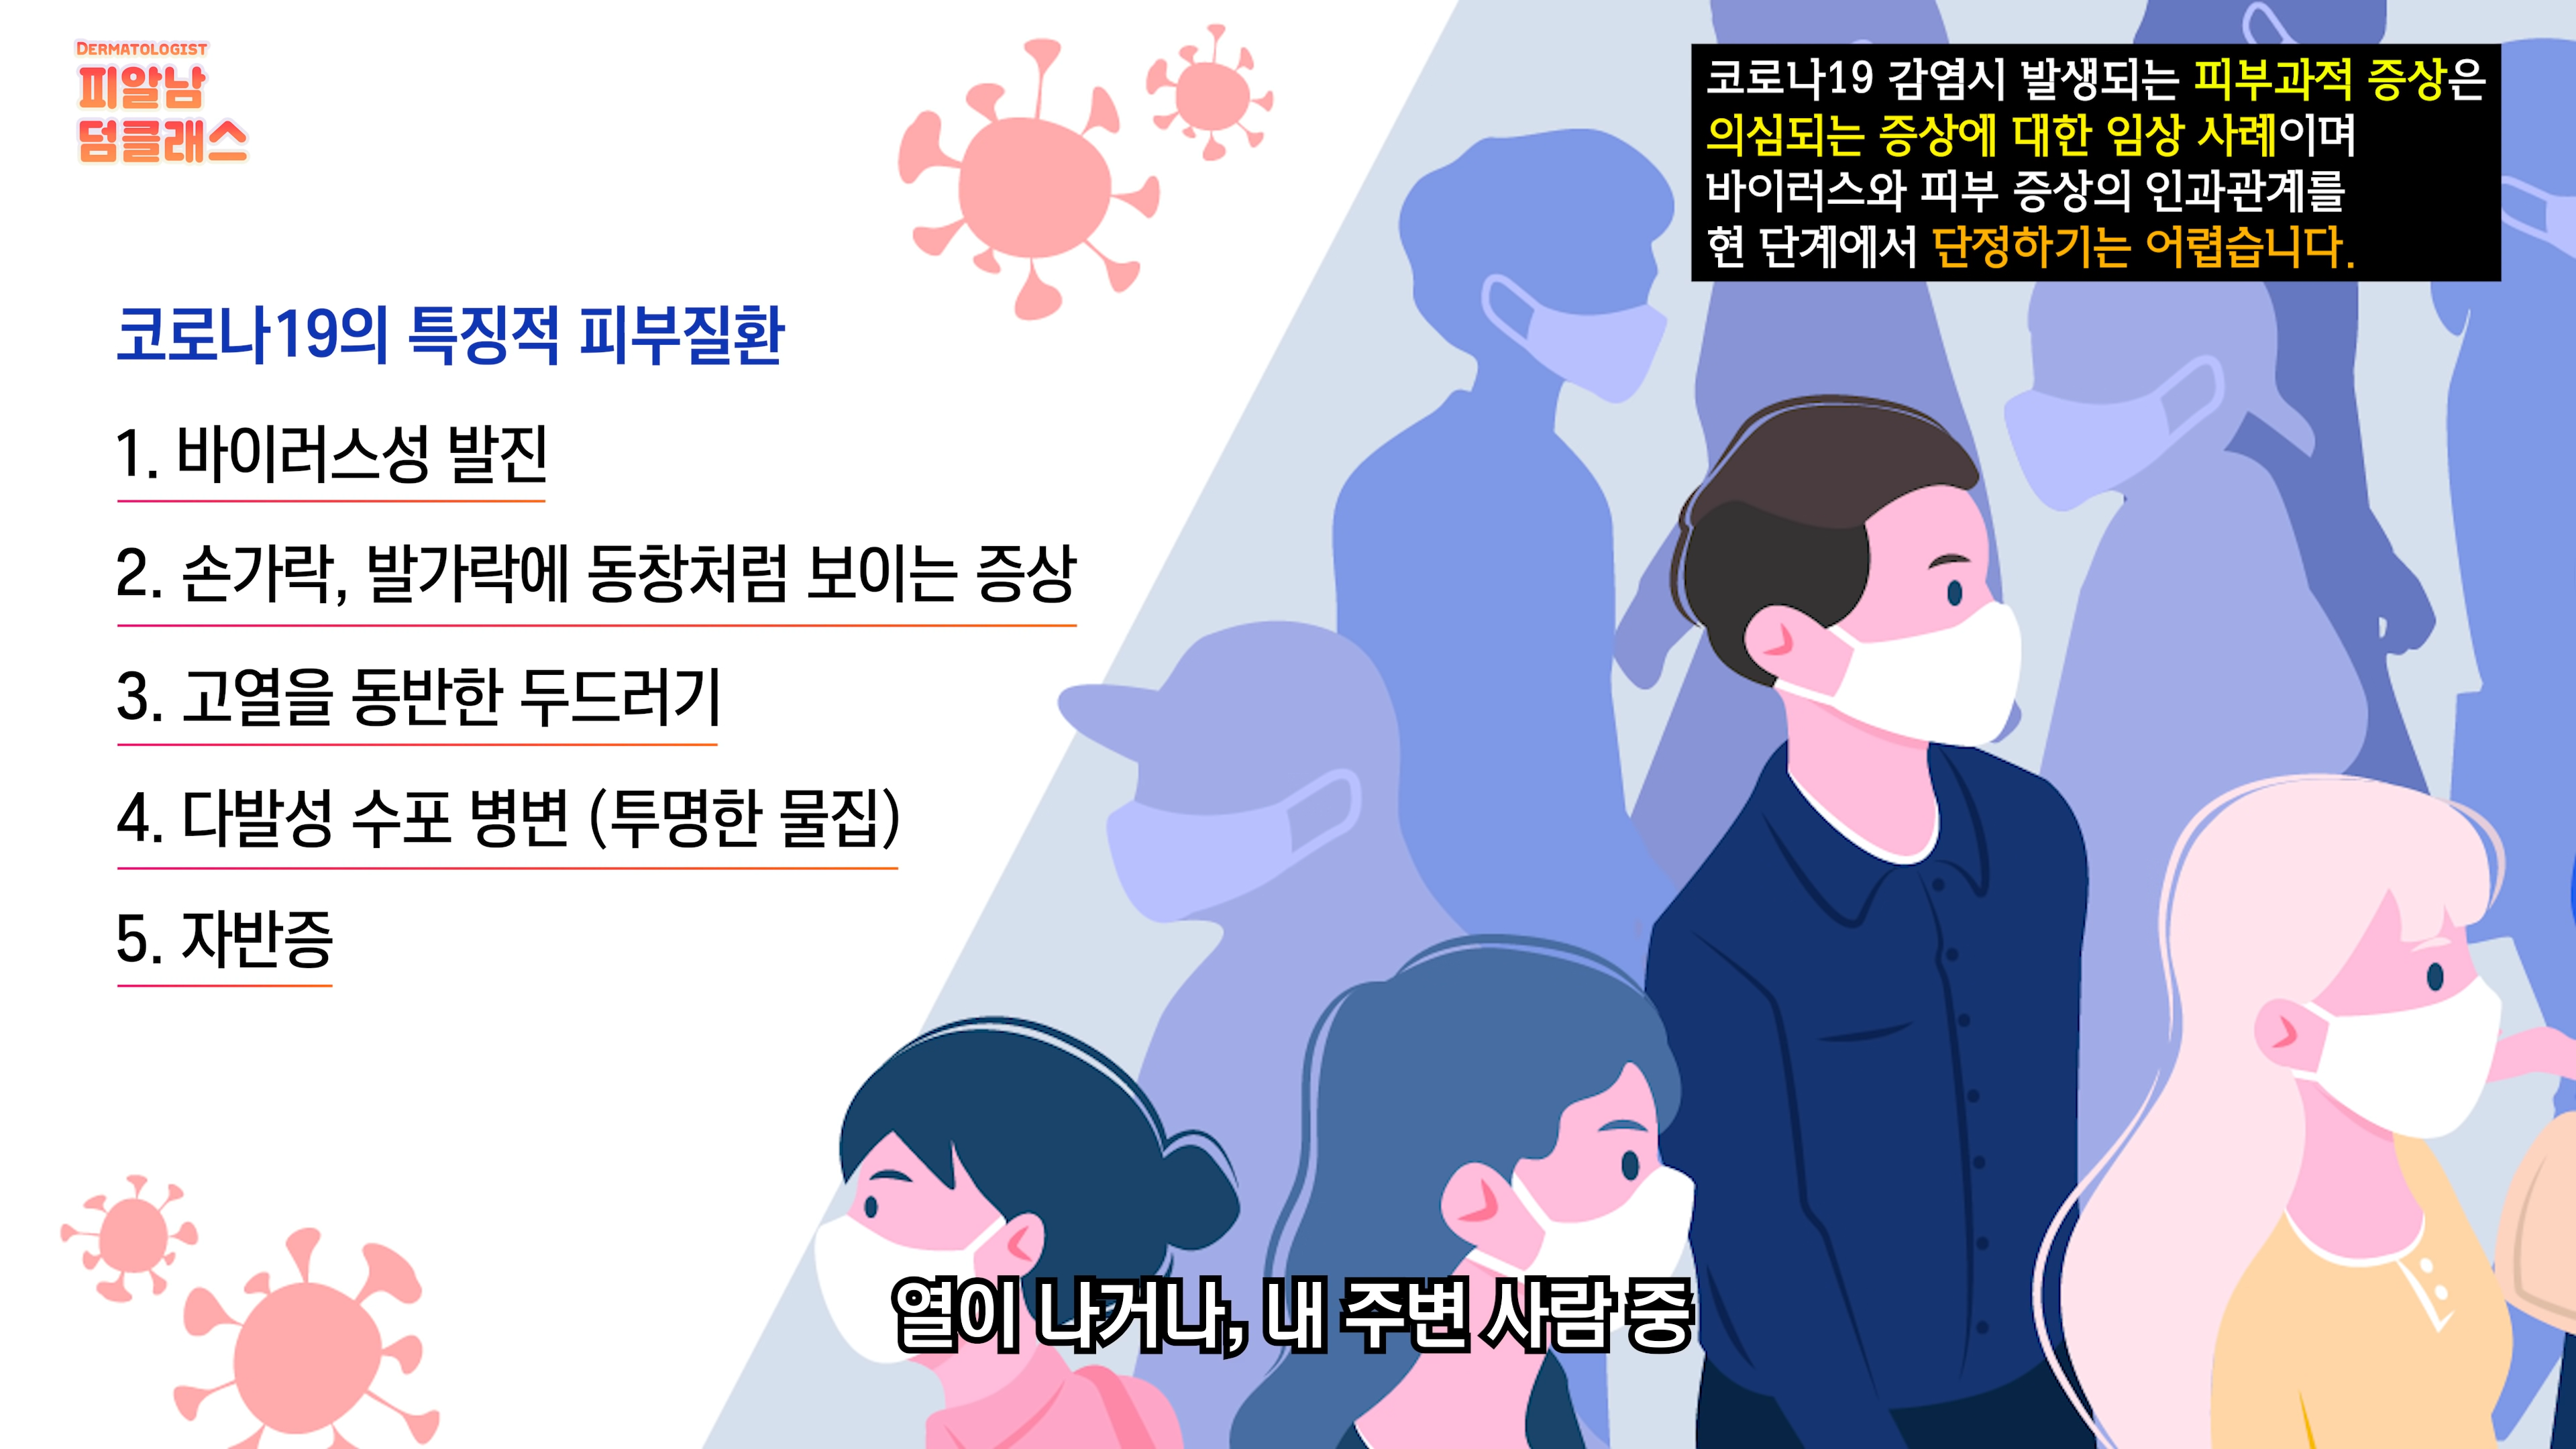 DERMATOLOGIST
피알남
덤클래스
코로나19 감염시 발생되는 피부과적 증상은
의심되는 증상에 대한 임상 사례이며
바이러스와 피부 증상의 인과관계를
현 단계에서 단정하기는 어렵습니다.
코로나19의 특징적 피부질환
1. 바이러스성 발진
2. 손가락, 발가락에 동창처럼 보이는 증상
3. 고열을 동반한 두드러기
4. 다발성 수포 병변 (투명한 물집)
5. 자반증
열이 나거나, 내 주변 사람 중